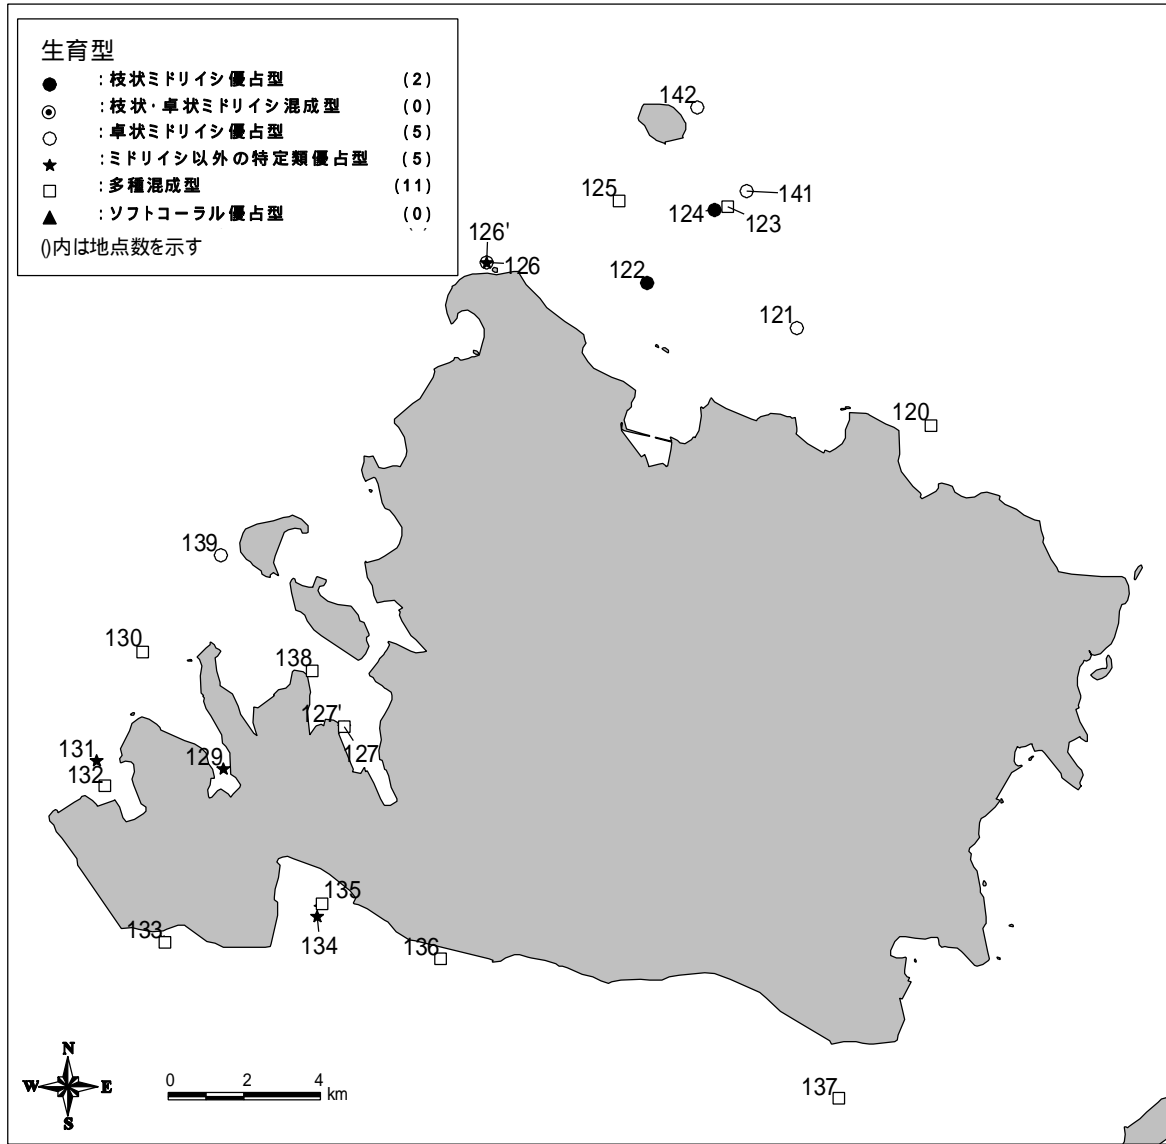 生育型
●：枝状ミドリイシ優占型 (2)
◉：枝状・卓状ミドリイシ混成型 (0)
○：卓状ミドリイシ優占型 (5)
★：ミドリイシ以外の特定類優占型 (5)
□：多種混成型 (11)
▲：ソフトコーラル優占型 (0)
()内は地点数を示す
142
125
141
124
123
126'
126
122
121
120
139
130
138
127'
127
131
129
132
135
133
134
136
137
N
W E
S
0 2 4
km